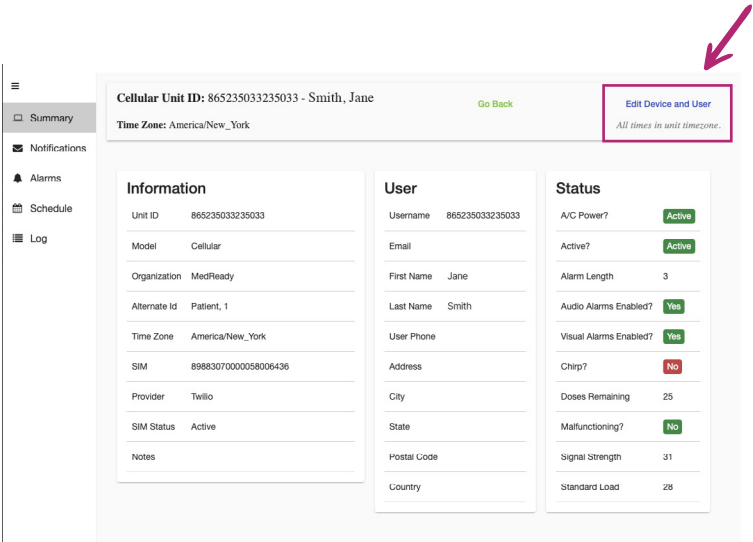 Cellular Unit ID: 865235033235033 - Smith, Jane
Go Back
Edit Device and User
Time Zone: America/New_York
All times in unit timezone.
Summary
Notifications
Alarms
Schedule
Log
Information
Unit ID 865235033235033
Model Cellular
Organization MedReady
Alternate Id Patient, 1
Time Zone America/New_York
SIM 89883070000058006436
Provider Twilio
SIM Status Active
Notes
User
Username 865235033235033
Email
First Name Jane
Last Name Smith
User Phone
Address
City
State
Postal Code
Country
Status
A/C Power? Active
Active? Active
Alarm Length 3
Audio Alarms Enabled? Yes
Visual Alarms Enabled? Yes
Chirp? No
Doses Remaining 25
Malfunctioning? No
Signal Strength 31
Standard Load 28